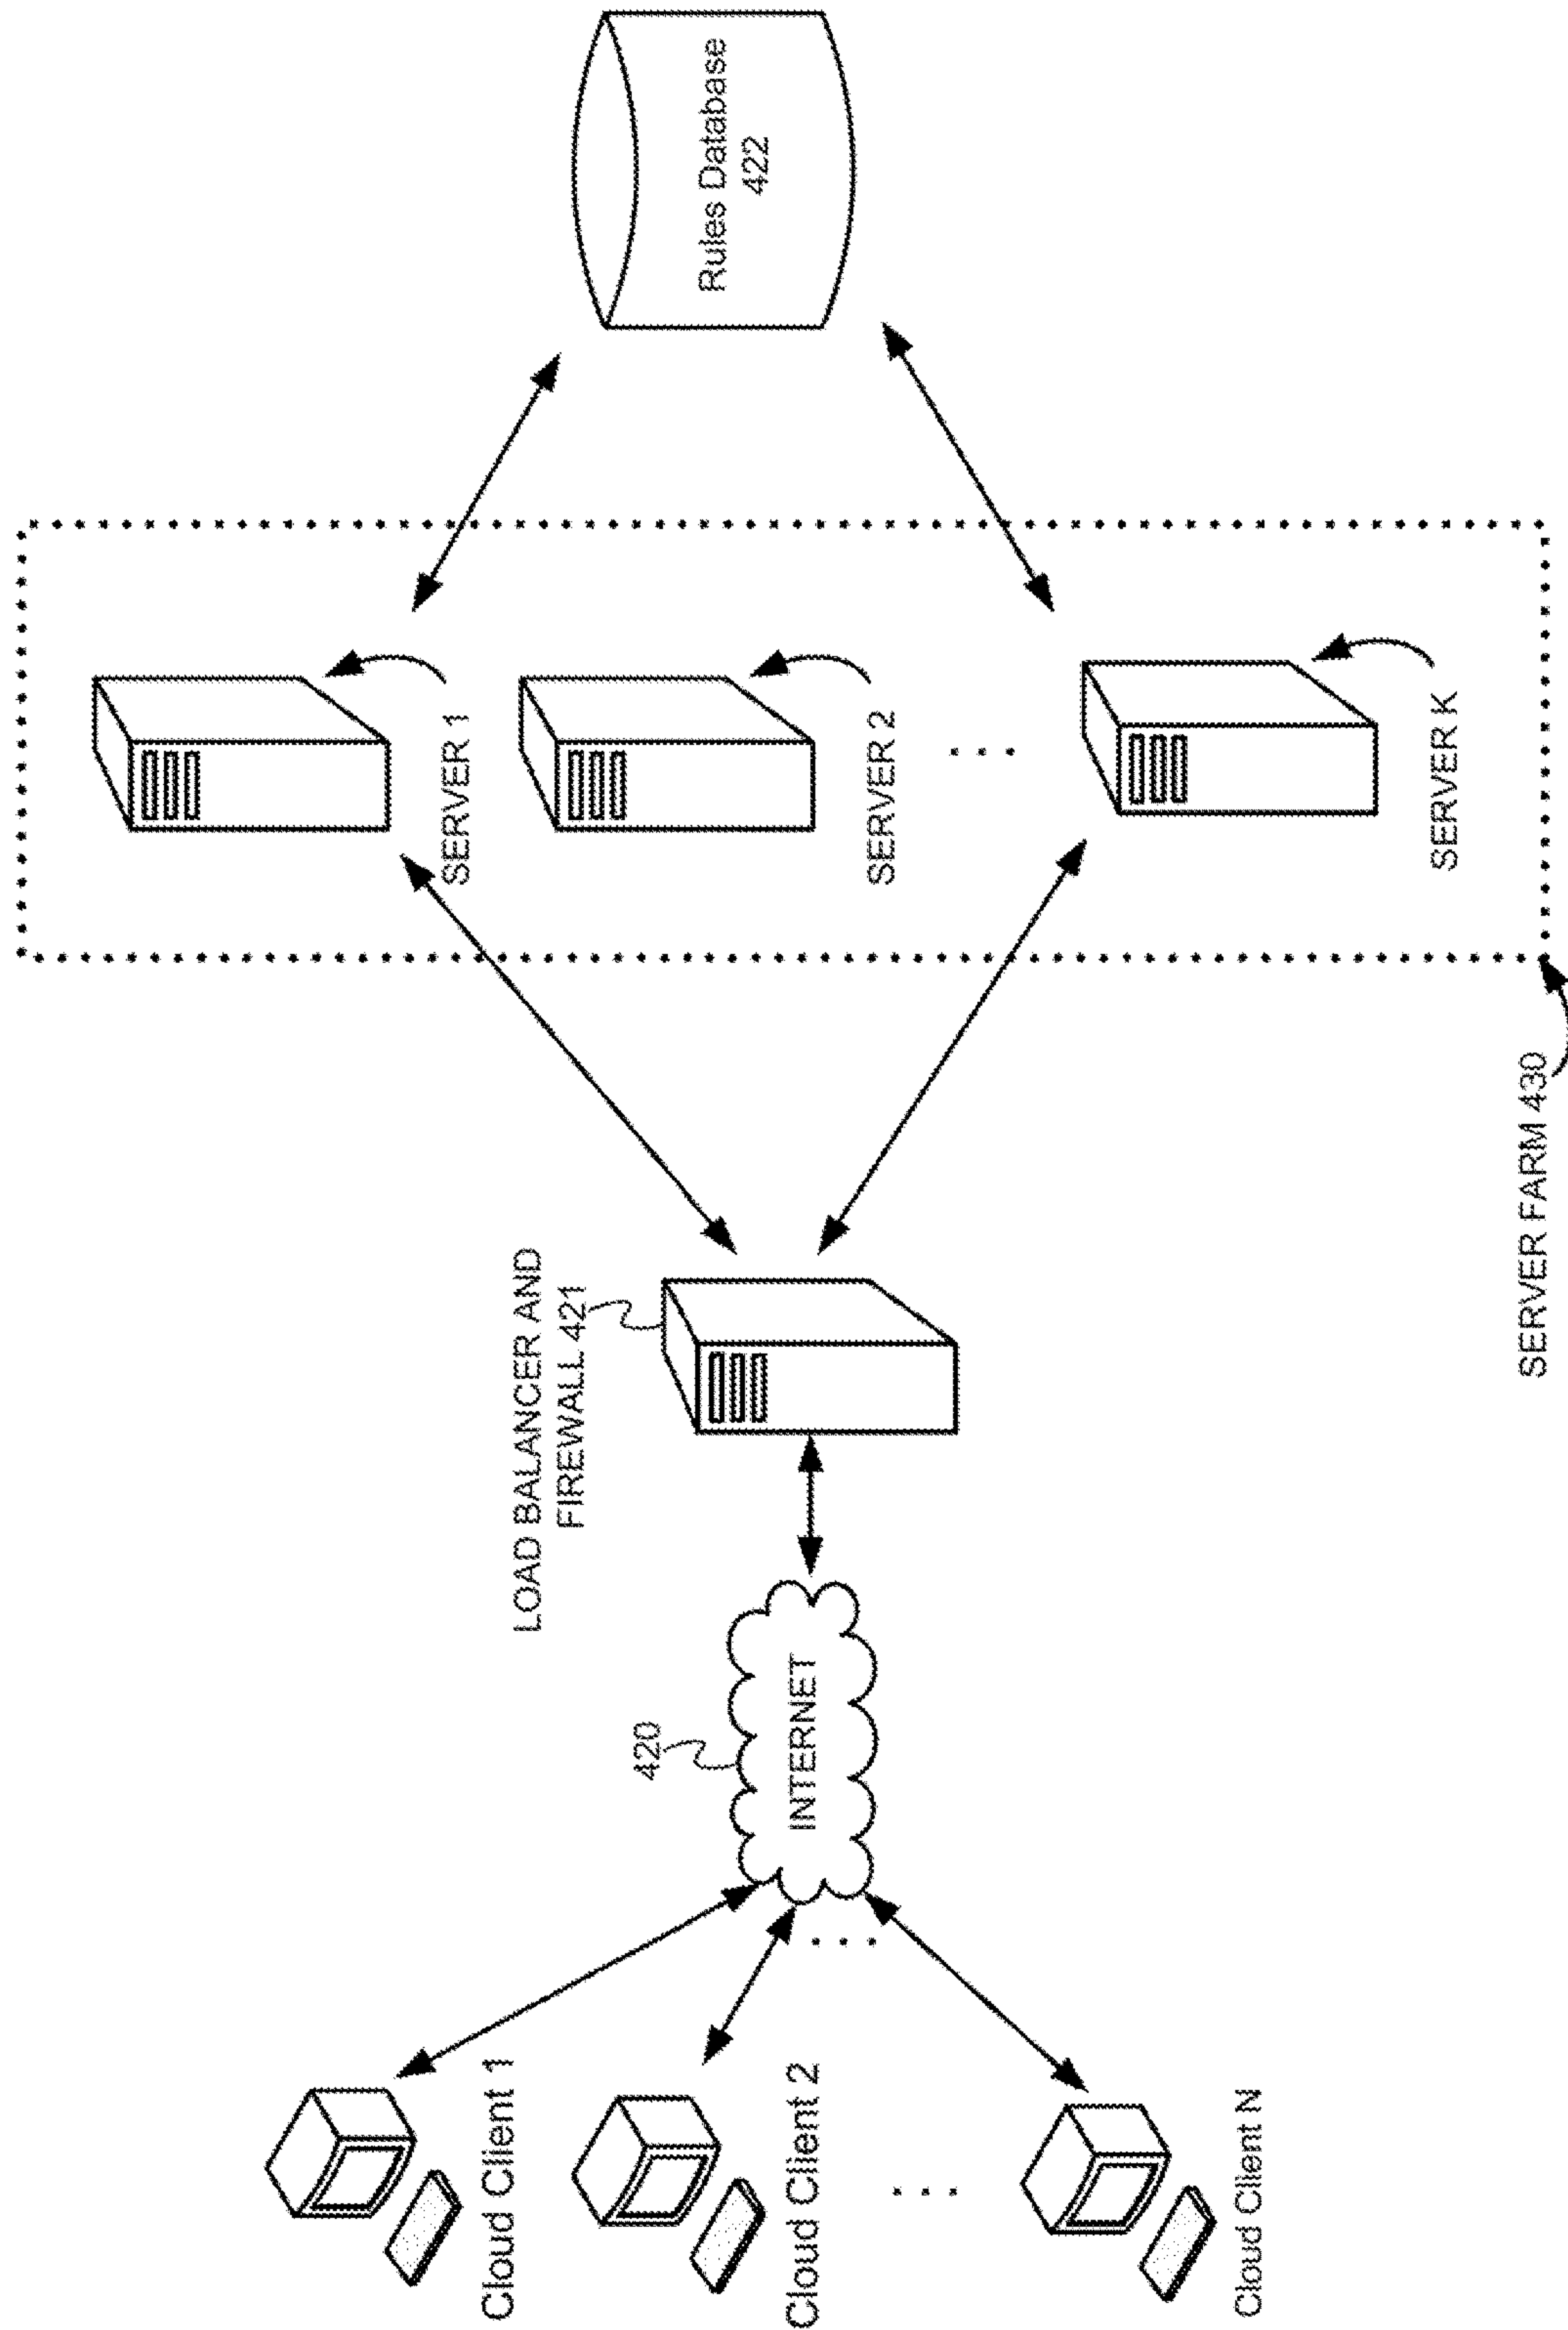 Cloud Client 1
Cloud Client 2
. . .
Cloud Client N
. . .
420
INTERNET
LOAD BALANCER AND
FIREWALL 421
SERVER FARM 430
SERVER 1
SERVER 2
. . .
SERVER K
Rules Database
422